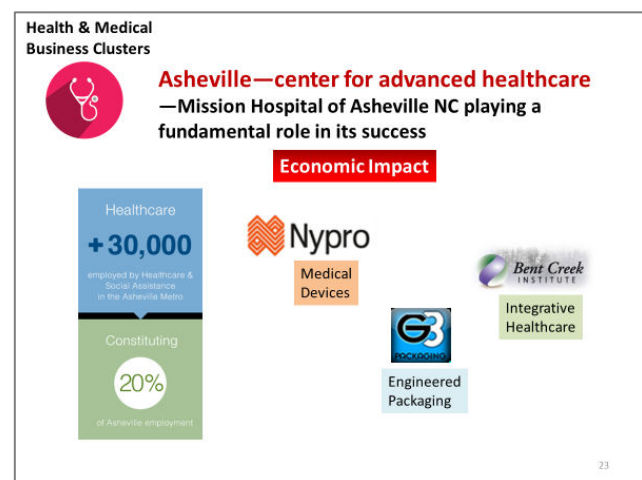 Health & Medical
Business Clusters
Asheville—center for advanced healthcare
—Mission Hospital of Asheville NC playing a
fundamental role in its success
Economic Impact
Healthcare
+30,000
employed by Healthcare &
Social Assistance
in the Asheville Metro
Constituting
20%
of Asheville employment
Nypro
Medical
Devices
G3
PACKAGING
Engineered
Packaging
Bent Creek
INSTITUTE
Integrative
Healthcare
23